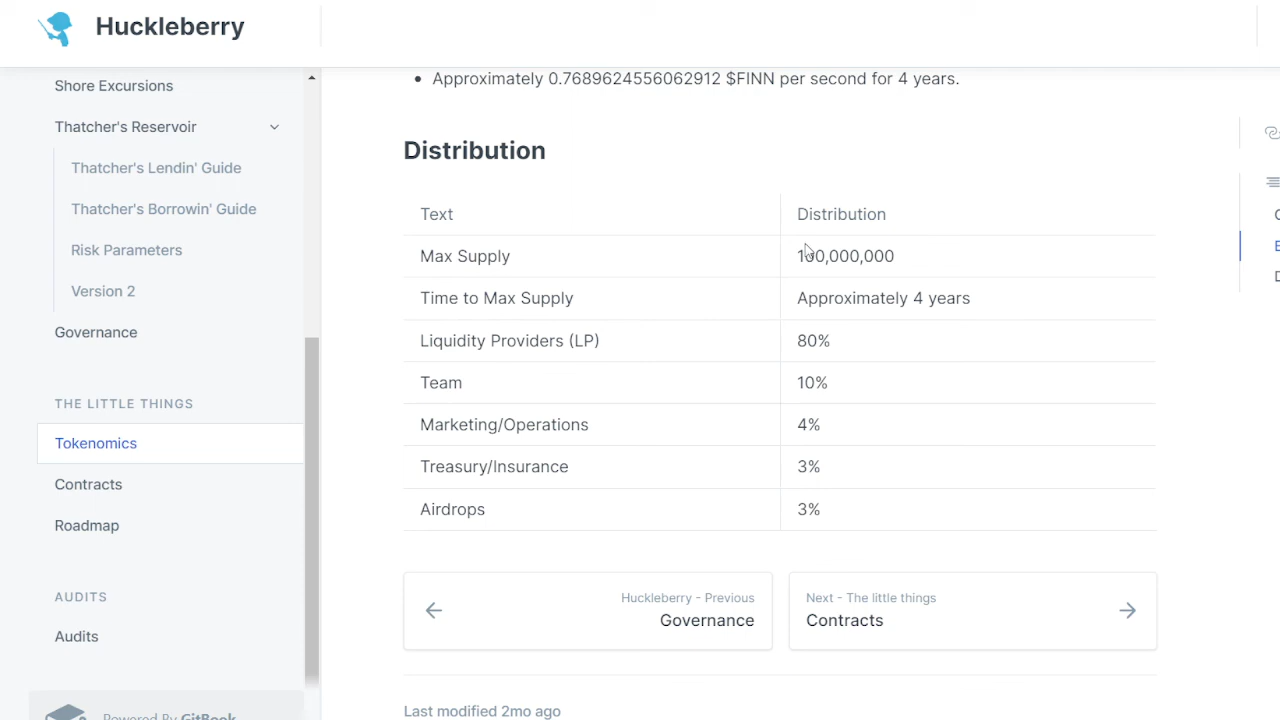 Huckleberry
Shore Excursions
Thatcher's Reservoir
Thatcher's Lendin' Guide
Thatcher's Borrowin' Guide
Risk Parameters
Version 2
Governance
THE LITTLE THINGS
Tokenomics
Contracts
Roadmap
AUDITS
Audits
Powered By GitBook
• Approximately 0.7689624556062912 $FINN per second for 4 years.
Distribution
Text Distribution
Max Supply 100,000,000
Time to Max Supply Approximately 4 years
Liquidity Providers (LP) 80%
Team 10%
Marketing/Operations 4%
Treasury/Insurance 3%
Airdrops 3%
Huckleberry - Previous
Governance
Next - The little things
Contracts
Last modified 2mo ago